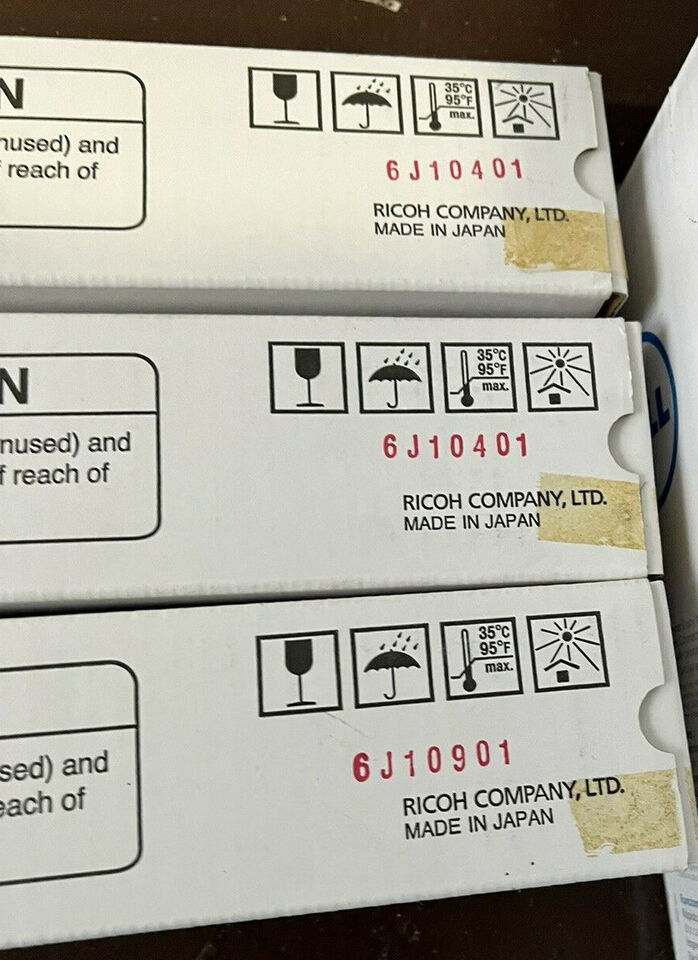 N
nused) and
f reach of
35°C
95°F
max.
6J10401
RICOH COMPANY, LTD.
MADE IN JAPAN
N
nused) and
f reach of
35°C
95°F
max.
6J10401
RICOH COMPANY, LTD.
MADE IN JAPAN
sed) and
each of
35°C
95°F
max.
6J10901
RICOH COMPANY, LTD.
MADE IN JAPAN
LL